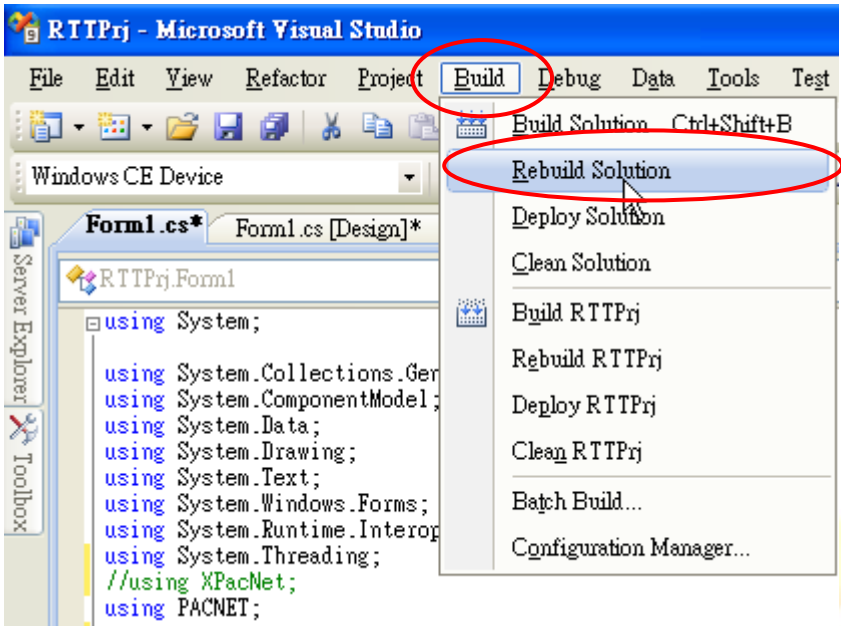 RTTPrj - Microsoft Visual Studio
File Edit View Refactor Project Build Debug Data Tools Test
Build Solution Ctrl+Shift+B
Windows CE Device
Rebuild Solution
Form1.cs* Form1.cs [Design]*
Deploy Solution
Clean Solution
RTTPrj.Form1
Build RTTPrj
Rebuild RTTPrj
Deploy RTTPrj
Clean RTTPrj
Batch Build...
Configuration Manager...
Server Explorer
Toolbox
using System;
using System.Collections.Ger
using System.ComponentModel;
using System.Data;
using System.Drawing;
using System.Text;
using System.Windows.Forms;
using System.Runtime.Interop
using System.Threading;
//using XPacNet;
using PACNET;